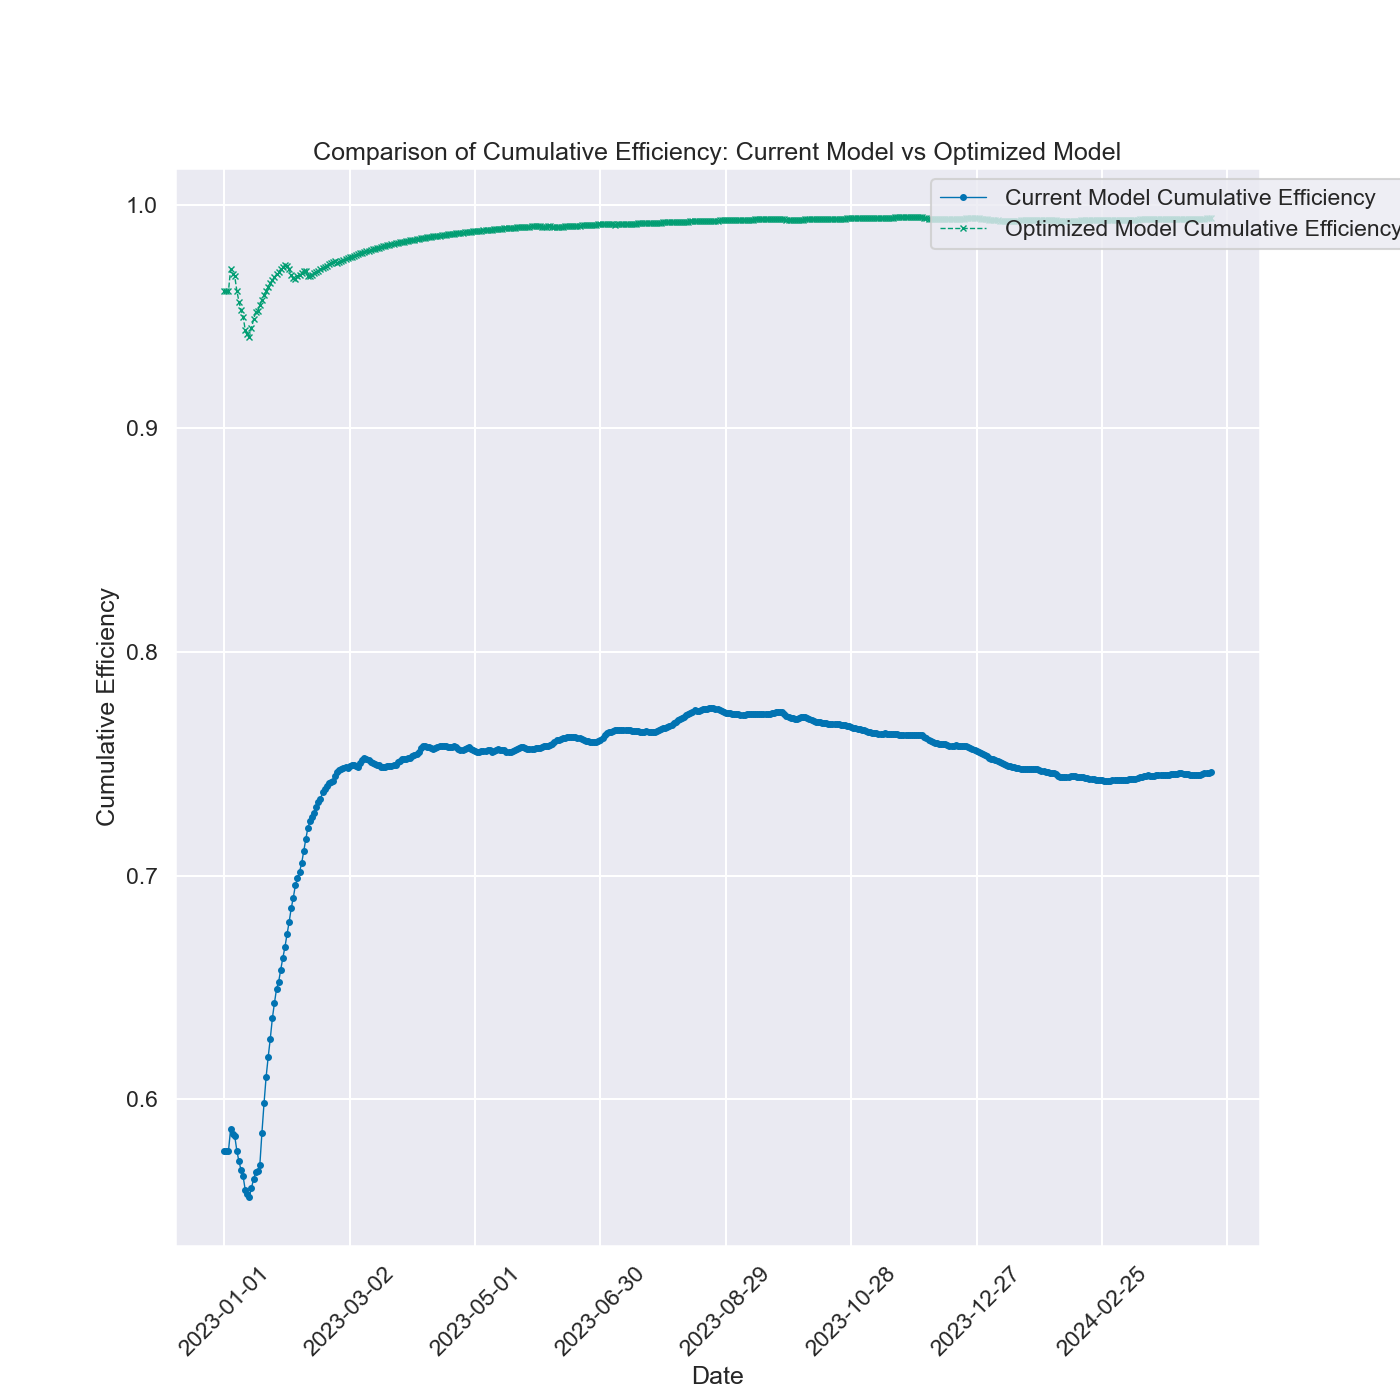 Comparison of Cumulative Efficiency: Current Model vs Optimized Model
Current Model Cumulative Efficiency
Optimized Model Cumulative Efficiency
1.0
0.9
0.8
0.7
0.6
Cumulative Efficiency
2023-01-01
2023-03-02
2023-05-01
2023-06-30
2023-08-29
2023-10-28
2023-12-27
2024-02-25
Date